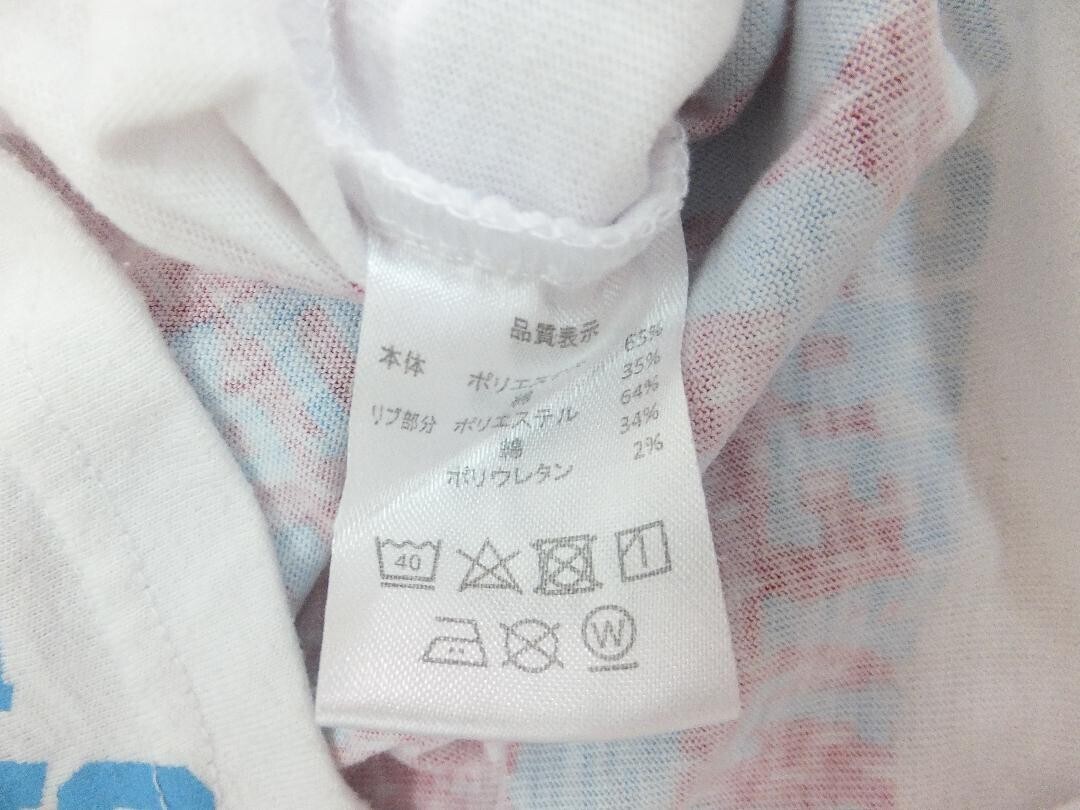 品質表示
本体 65%
ポリエステル 35%
綿 64%
リブ部分 ポリエステル 34%
綿 2%
ポリウレタン
40
W